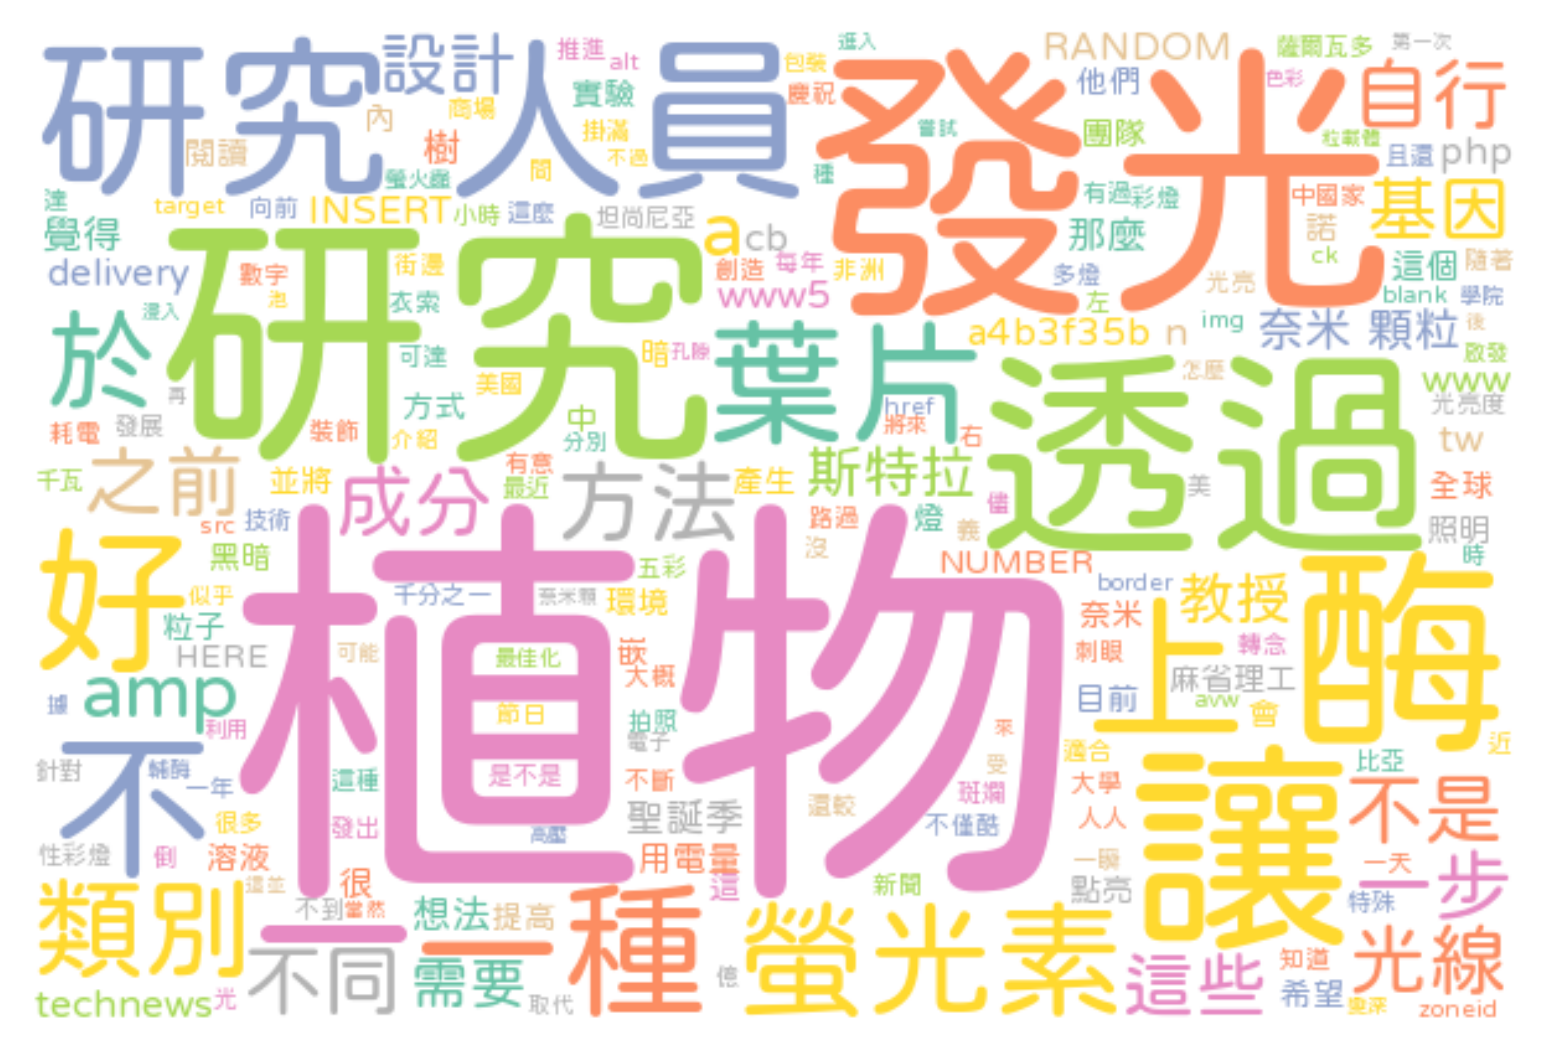 研究人員
設計
推進
alt
包裝
進入
RANDOM
薩爾瓦多
第一次
發光
實驗
慶祝
他們
色彩
自行
商場
內
掛滿
嘗試
團隊
粒載體
閱讀
樹
不過
且還
php
螢火蟲
間
種
有過
彩燈
中國家
基因
達
target
向前
INSERT
小時
這麼
坦尚尼亞
a
cb
那麼
諾
覺得
研究
ck
這個
隨著
delivery
數字
街邊
創造
每年
非洲
多燈
光亮
blank
學院
泡
衣索
www5
左
於
浸入
葉片
a4b3f35b
n
img
奈米
顆粒
後
可達
暗
孔隙
透過
怎麼
啟發
美國
www
再
方式
href
光亮度
耗電
發展
裝飾
介紹
中
分別
將來
右
tw
之前
千瓦
並將
成分
有意
最近
方法
產生
斯特拉
儘
美
全球
src
技術
路過
燈
義
照明
好
黑暗
植物
沒
NUMBER
時
五彩
似乎
千分之一
奈米顆
環境
border
教授
酶
粒子
奈米
上
HERE
可能
最佳化
嵌
刺眼
轉念
amp
大概
麻省理工
據
節日
目前
avw
會
利用
拍照
電子
來
近
不
針對
輔酶
一年
這種
是不是
不斷
受
適合
讓
比亞
大學
很多
發出
高壓
聖誕季
還較
斑斕
不是
不僅酷
人人
性彩燈
倒
溶液
用電量
一瞬
一天
一步
很
這並
這
新聞
點亮
類別
不到
當然
想法
提高
一種
螢光素
特殊
一
不同
需要
光線
知道
億
這些
希望
technews
光
取代
更深
zoneid